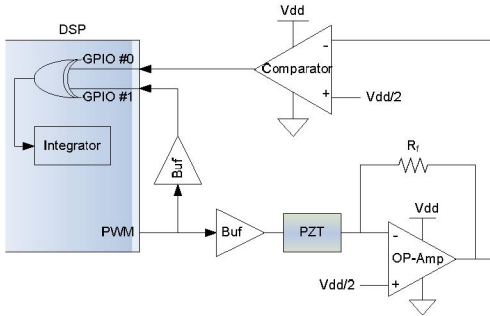 Vdd
DSP
GPIO #0
-
Comparator
+
Vdd/2
GPIO #1
Integrator
Buf
Rf
Vdd
PWM
Buf
PZT
-
OP-Amp
Vdd/2
+